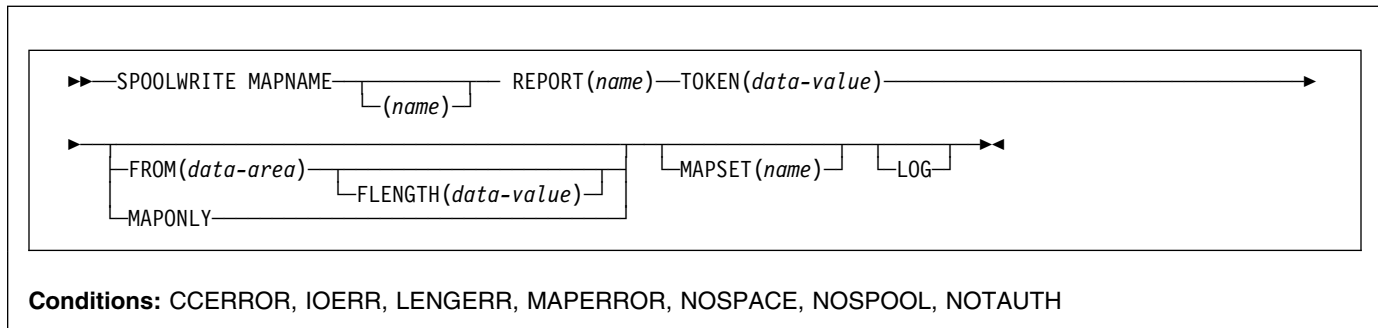 SPOOLWRITE MAPNAME (name) REPORT(name) TOKEN(data-value)
FROM(data-area) FLENGTH(data-value) MAPSET(name) LOG
MAPONLY
Conditions: CCERROR, IOERR, LENGERR, MAPERROR, NOSPACE, NOSPOOL, NOTAUTH